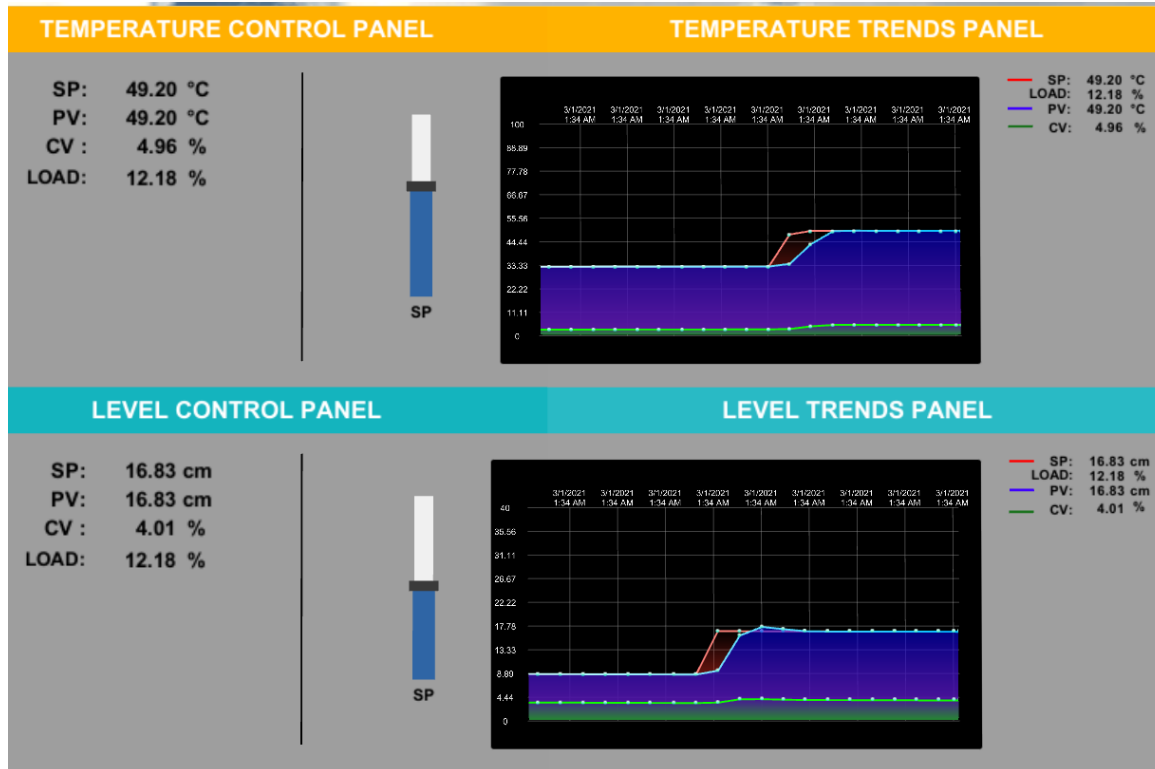 TEMPERATURE CONTROL PANEL
TEMPERATURE TRENDS PANEL
SP: 49.20 °C
PV: 49.20 °C
CV : 4.96 %
LOAD: 12.18 %
SP
3/1/2021 3/1/2021 3/1/2021 3/1/2021 3/1/2021 3/1/2021 3/1/2021 3/1/2021 3/1/2021
1:34 AM 1:34 AM 1:34 AM 1:34 AM 1:34 AM 1:34 AM 1:34 AM 1:34 AM 1:34 AM
100
88.89
77.78
66.67
55.56
44.44
33.33
22.22
11.11
0
SP: 49.20 °C
LOAD: 12.18 %
PV: 49.20 °C
CV: 4.96 %
LEVEL CONTROL PANEL
LEVEL TRENDS PANEL
SP: 16.83 cm
PV: 16.83 cm
CV : 4.01 %
LOAD: 12.18 %
SP
3/1/2021 3/1/2021 3/1/2021 3/1/2021 3/1/2021 3/1/2021 3/1/2021 3/1/2021 3/1/2021
1:34 AM 1:34 AM 1:34 AM 1:34 AM 1:34 AM 1:34 AM 1:34 AM 1:34 AM 1:34 AM
40
35.56
31.11
26.67
22.22
17.78
13.33
8.89
4.44
0
SP: 16.83 cm
LOAD: 12.18 %
PV: 16.83 cm
CV: 4.01 %